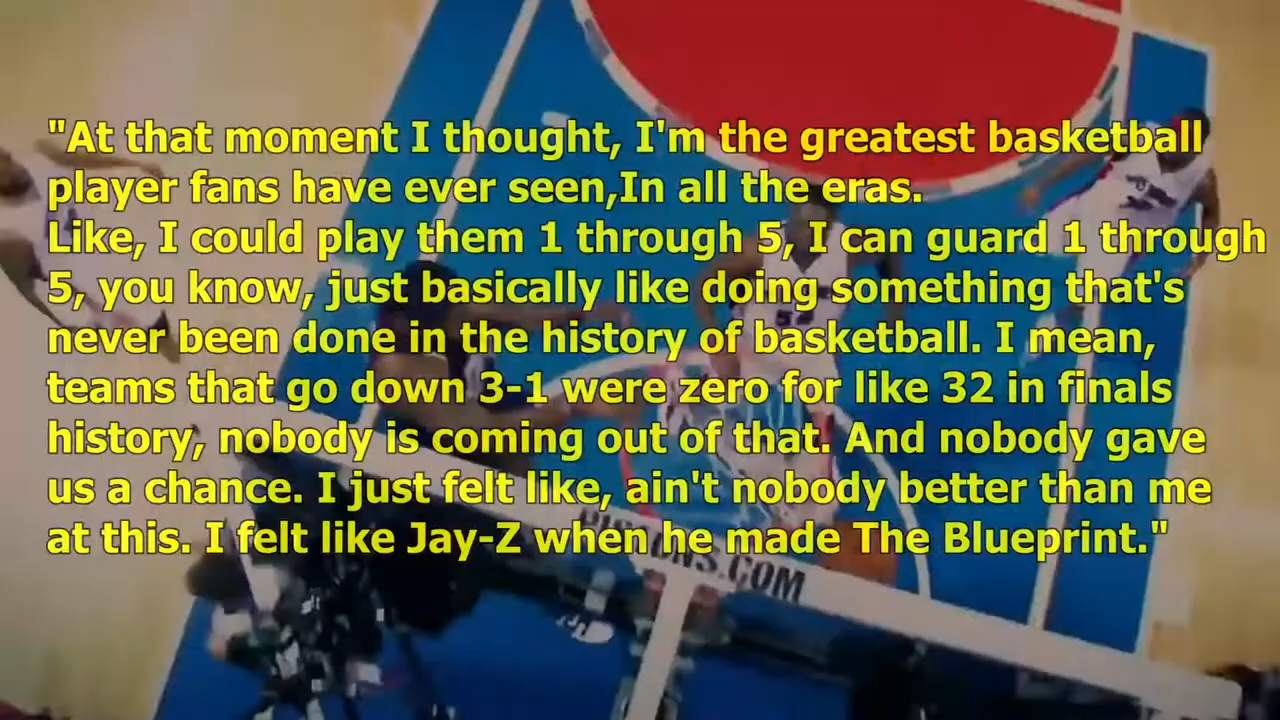 "At that moment I thought, I'm the greatest basketball
player fans have ever seen,In all the eras.
Like, I could play them 1 through 5, I can guard 1 through
5, you know, just basically like doing something that's
never been done in the history of basketball. I mean,
teams that go down 3-1 were zero for like 32 in finals
history, nobody is coming out of that. And nobody gave
us a chance. I just felt like, ain't nobody better than me
at this. I felt like Jay-Z when he made The Blueprint."
.COM